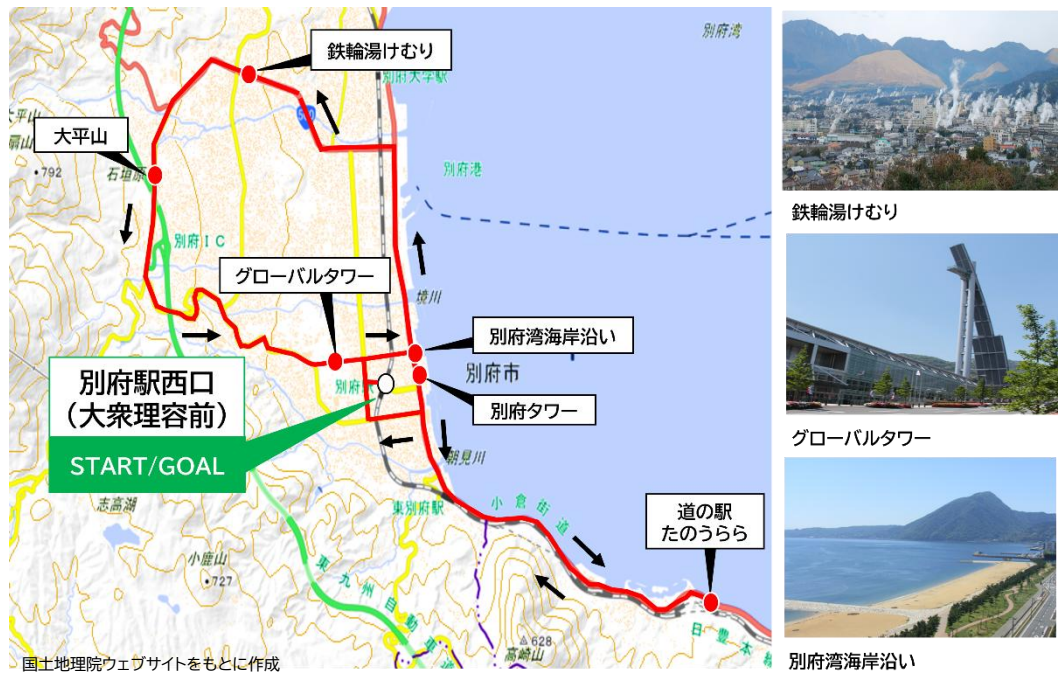 別府湾
鉄輪湯けむり
別府大学駅
大平山
792
石垣原
別府港
別府IC
グローバルタワー
境川
別府湾海岸沿い
別府市
別府タワー
別府駅西口
(大衆理容前)
START/GOAL
朝見川
東別府駅
小倉街道
道の駅
たのうらら
志高湖
小鹿山
727
東九州自動車道
628
高崎山
日豊本線
国土地理院ウェブサイトをもとに作成
鉄輪湯けむり
グローバルタワー
別府湾海岸沿い